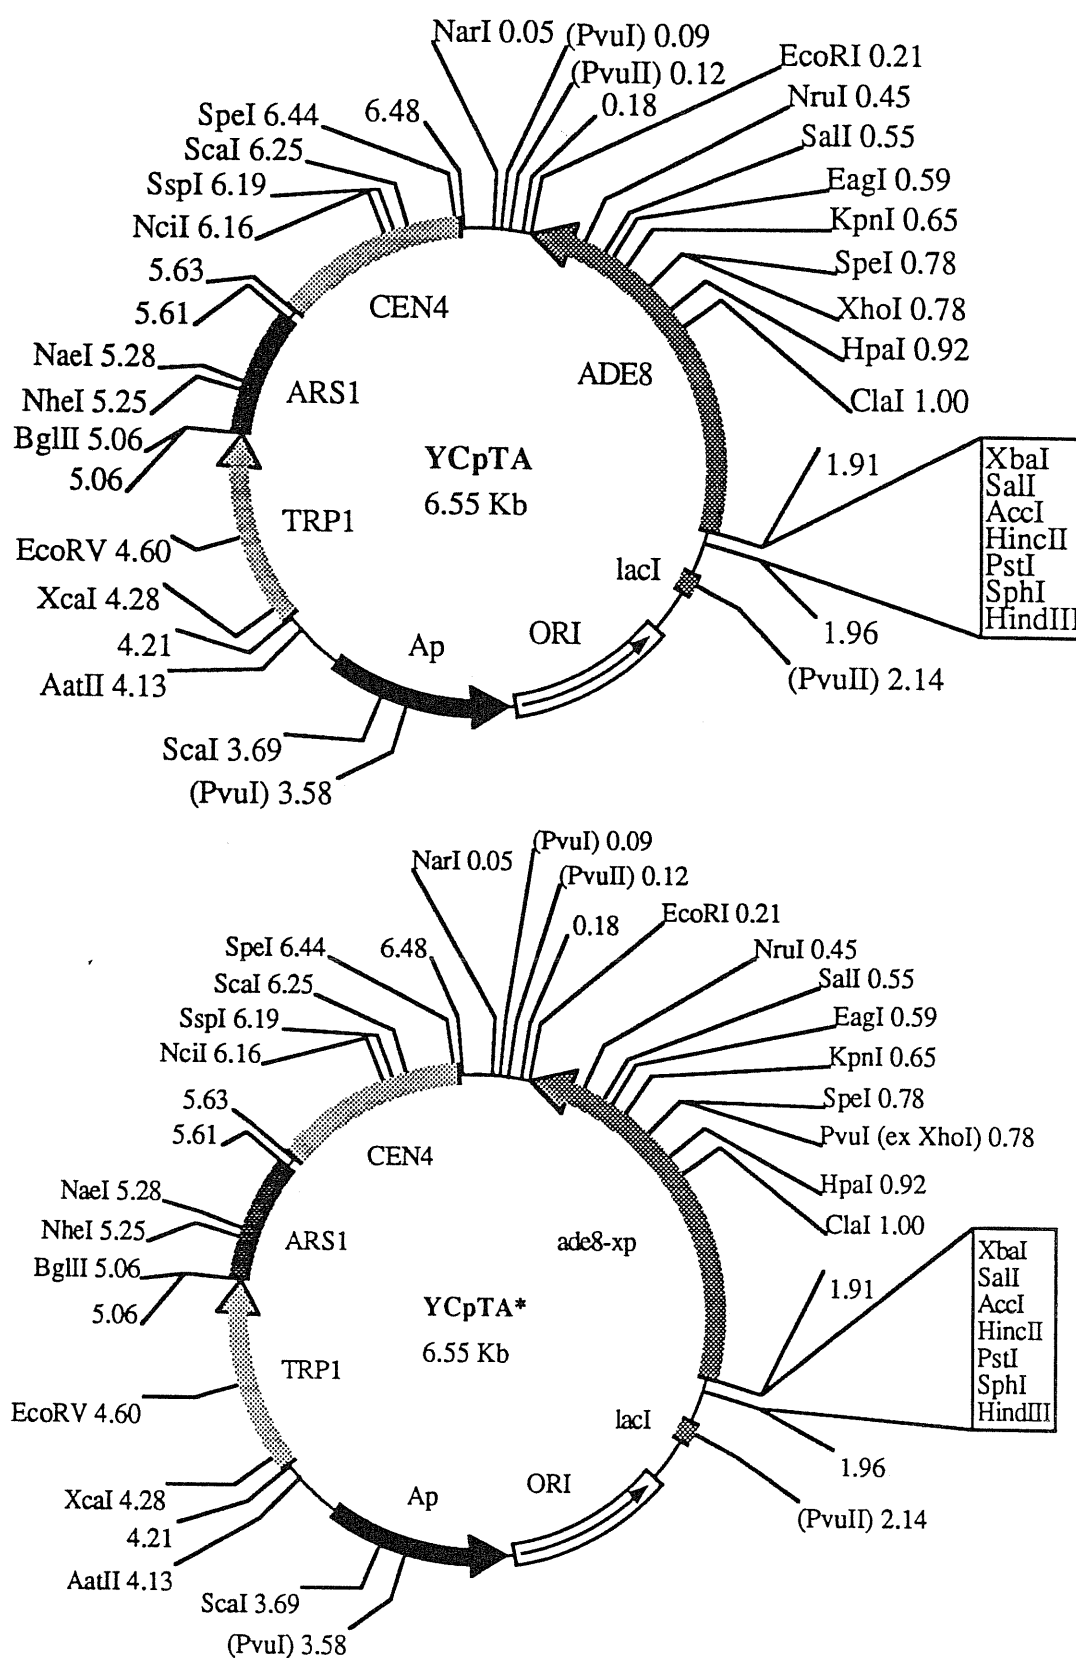 NarI 0.05
(PvuI) 0.09
(PvuII) 0.12
0.18
EcoRI 0.21
NruI 0.45
SalI 0.55
EagI 0.59
KpnI 0.65
SpeI 0.78
XhoI 0.78
HpaI 0.92
ClaI 1.00
1.91
XbaI
SalI
AccI
HincII
PstI
SphI
HindIII
1.96
(PvuII) 2.14
SpeI 6.44
6.48
ScaI 6.25
SspI 6.19
NciI 6.16
5.63
5.61
NaeI 5.28
NheI 5.25
BglII 5.06
5.06
EcoRV 4.60
XcaI 4.28
4.21
AatII 4.13
ScaI 3.69
(PvuI) 3.58
CEN4
ADE8
ARS1
YCpTA
6.55 Kb
TRP1
lacI
Ap
ORI
NarI 0.05
(PvuI) 0.09
(PvuII) 0.12
0.18
EcoRI 0.21
NruI 0.45
SalI 0.55
EagI 0.59
KpnI 0.65
SpeI 0.78
PvuI (ex XhoI) 0.78
HpaI 0.92
ClaI 1.00
1.91
XbaI
SalI
AccI
HincII
PstI
SphI
HindIII
1.96
(PvuII) 2.14
SpeI 6.44
6.48
ScaI 6.25
SspI 6.19
NciI 6.16
5.63
5.61
NaeI 5.28
NheI 5.25
BglII 5.06
5.06
EcoRV 4.60
XcaI 4.28
4.21
AatII 4.13
ScaI 3.69
(PvuI) 3.58
CEN4
ade8-xp
ARS1
YCpTA*
6.55 Kb
TRP1
lacI
Ap
ORI